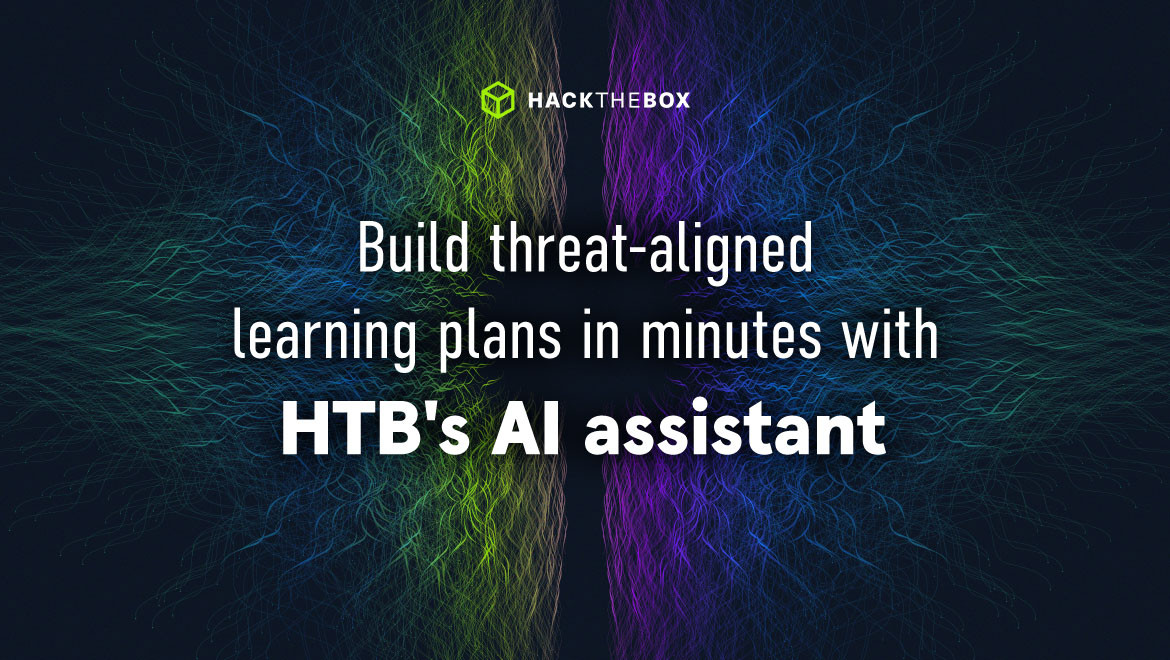 HACKTHEBOX
Build threat-aligned
learning plans in minutes with
HTB's AI assistant